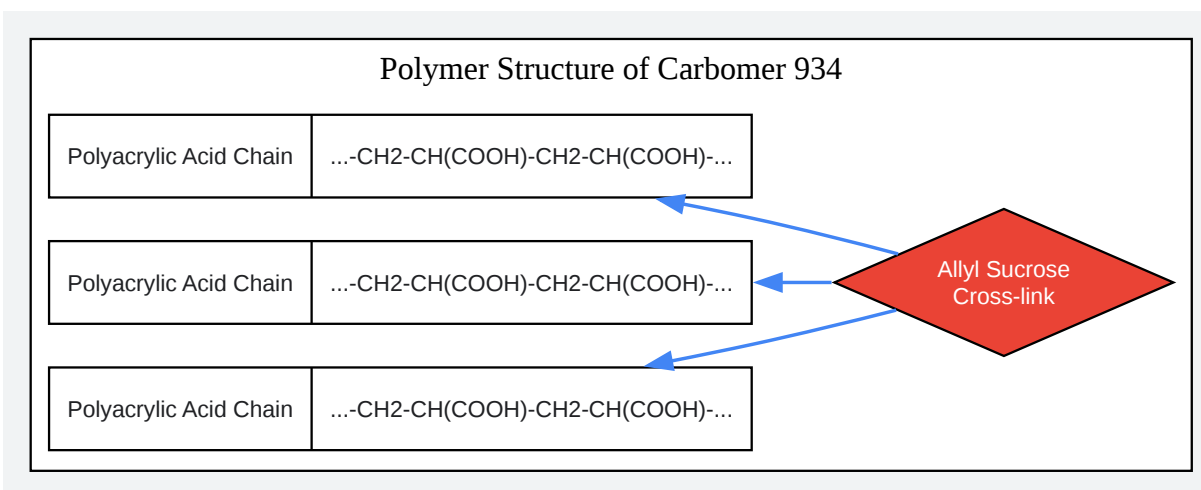 Polymer Structure of Carbomer 934
Polyacrylic Acid Chain ...-CH2-CH(COOH)-CH2-CH(COOH)-...
Polyacrylic Acid Chain ...-CH2-CH(COOH)-CH2-CH(COOH)-...
Allyl Sucrose
Cross-link
Polyacrylic Acid Chain ...-CH2-CH(COOH)-CH2-CH(COOH)-...